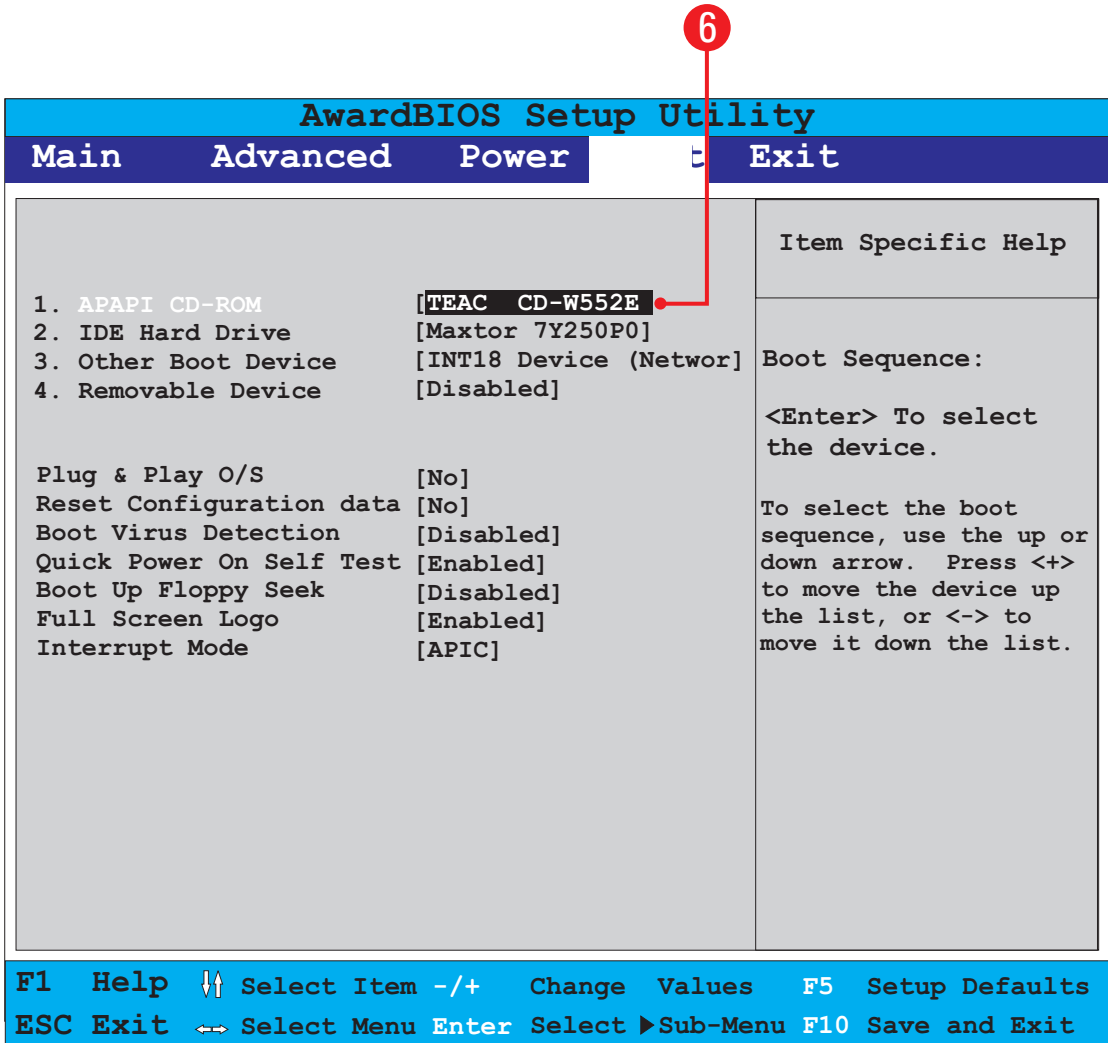 6
AwardBIOS Setup Utility
Main Advanced Power t Exit
Item Specific Help
1. APAPI CD-ROM [TEAC CD-W552E
2. IDE Hard Drive [Maxtor 7Y250P0]
3. Other Boot Device [INT18 Device (Networ]
4. Removable Device [Disabled]
Plug & Play O/S [No]
Reset Configuration data [No]
Boot Virus Detection [Disabled]
Quick Power On Self Test [Enabled]
Boot Up Floppy Seek [Disabled]
Full Screen Logo [Enabled]
Interrupt Mode [APIC]
Boot Sequence:
<Enter> To select
the device.
To select the boot
sequence, use the up or
down arrow. Press <+>
to move the device up
the list, or <-> to
move it down the list.
F1 Help Select Item -/+ Change Values F5 Setup Defaults
ESC Exit Select Menu Enter Select Sub-Menu F10 Save and Exit